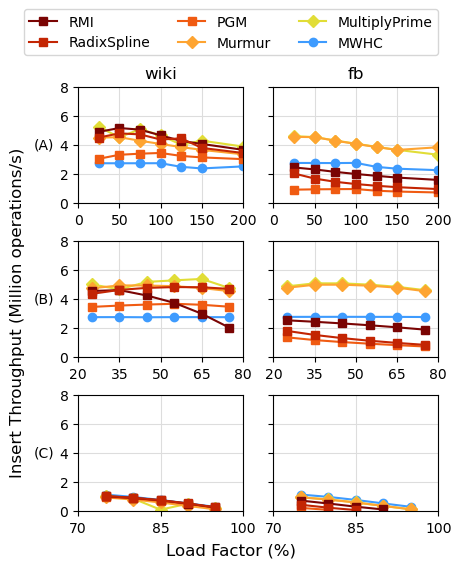 RMI PGM MultiplyPrime
RadixSpline Murmur MWHC
wiki fb
Insert Throughput (Million operations/s)
(A)
8
6
4
2
0
0 50 100 150 200
0 50 100 150 200
(B)
8
6
4
2
0
20 35 50 65 80
20 35 50 65 80
(C)
8
6
4
2
0
70 85 100
70 85 100
Load Factor (%)